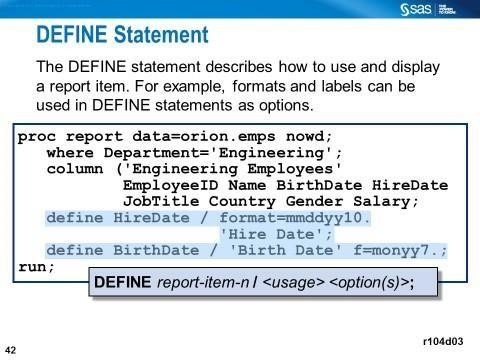 sas. THE POWER TO KNOW.
DEFINE Statement
The DEFINE statement describes how to use and display
a report item. For example, formats and labels can be
used in DEFINE statements as options.
proc report data=orion.emps nowd;
where Department='Engineering';
column ('Engineering Employees'
EmployeeID Name BirthDate HireDate
JobTitle Country Gender Salary;
define HireDate / format=mmddyy10.
'Hire Date';
define BirthDate / 'Birth Date' f=monyy7.;
run;
DEFINE report-item-n / <usage> <option(s)>;
42
r104d03